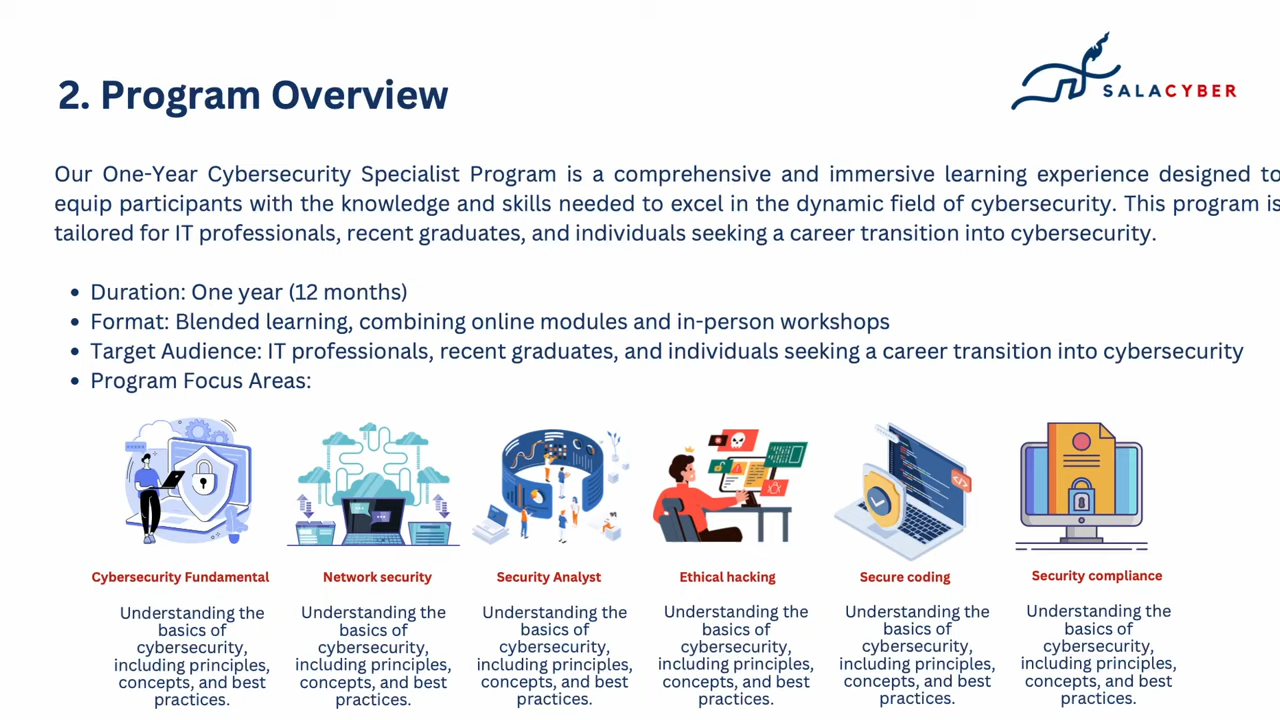 2. Program Overview
SALACYBER
Our One-Year Cybersecurity Specialist Program is a comprehensive and immersive learning experience designed to
equip participants with the knowledge and skills needed to excel in the dynamic field of cybersecurity. This program is
tailored for IT professionals, recent graduates, and individuals seeking a career transition into cybersecurity.
• Duration: One year (12 months)
• Format: Blended learning, combining online modules and in-person workshops
• Target Audience: IT professionals, recent graduates, and individuals seeking a career transition into cybersecurity
• Program Focus Areas:
Cybersecurity Fundamental
Understanding the
basics of
cybersecurity,
including principles,
concepts, and best
practices.
Network security
Understanding the
basics of
cybersecurity,
including principles,
concepts, and best
practices.
Security Analyst
Understanding the
basics of
cybersecurity,
including principles,
concepts, and best
practices.
Ethical hacking
Understanding the
basics of
cybersecurity,
including principles,
concepts, and best
practices.
Secure coding
Understanding the
basics of
cybersecurity,
including principles,
concepts, and best
practices.
Security compliance
Understanding the
basics of
cybersecurity,
including principles,
concepts, and best
practices.